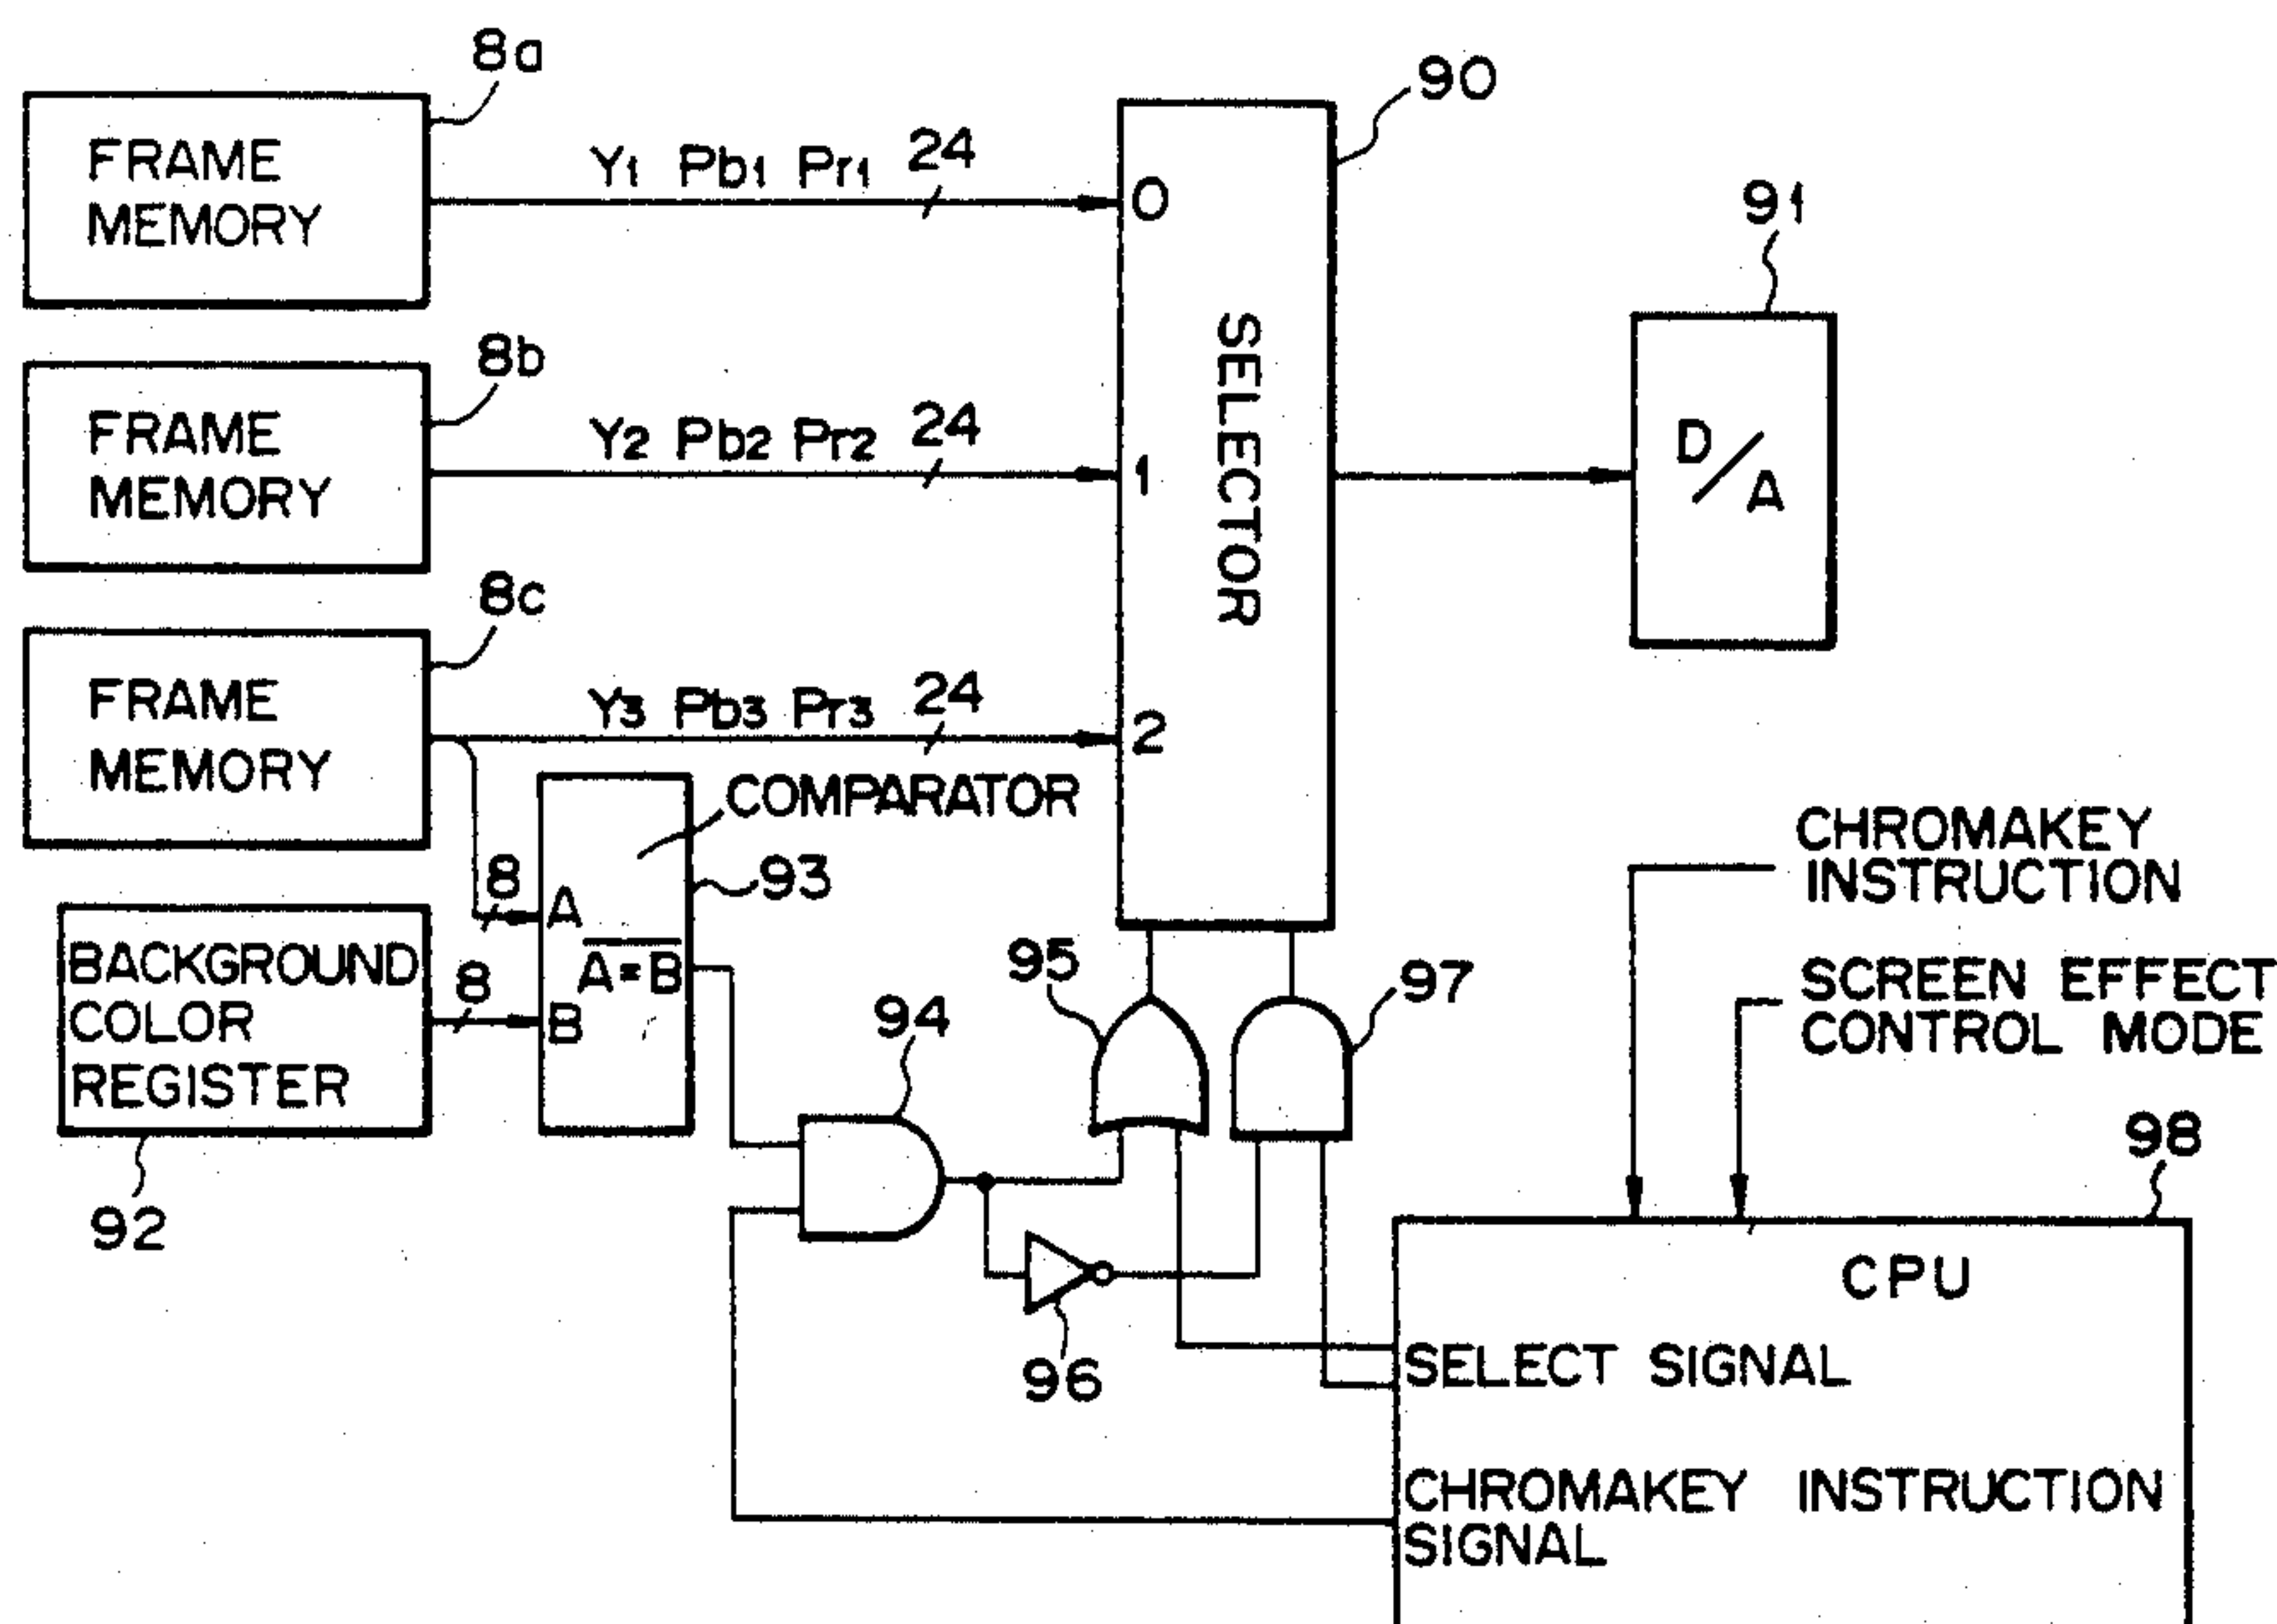 8a
FRAME
MEMORY
Y1 Pb1 Pr1 24
0
90
SELECTOR
91
D/A
8b
FRAME
MEMORY
Y2 Pb2 Pr2 24
1
8c
FRAME
MEMORY
Y3 Pb3 Pr3 24
2
COMPARATOR
93
8
A
A=B
B
8
BACKGROUND
COLOR
REGISTER
92
94
95
96
97
CHROMAKEY
INSTRUCTION
SCREEN EFFECT
CONTROL MODE
98
CPU
SELECT SIGNAL
CHROMAKEY INSTRUCTION
SIGNAL